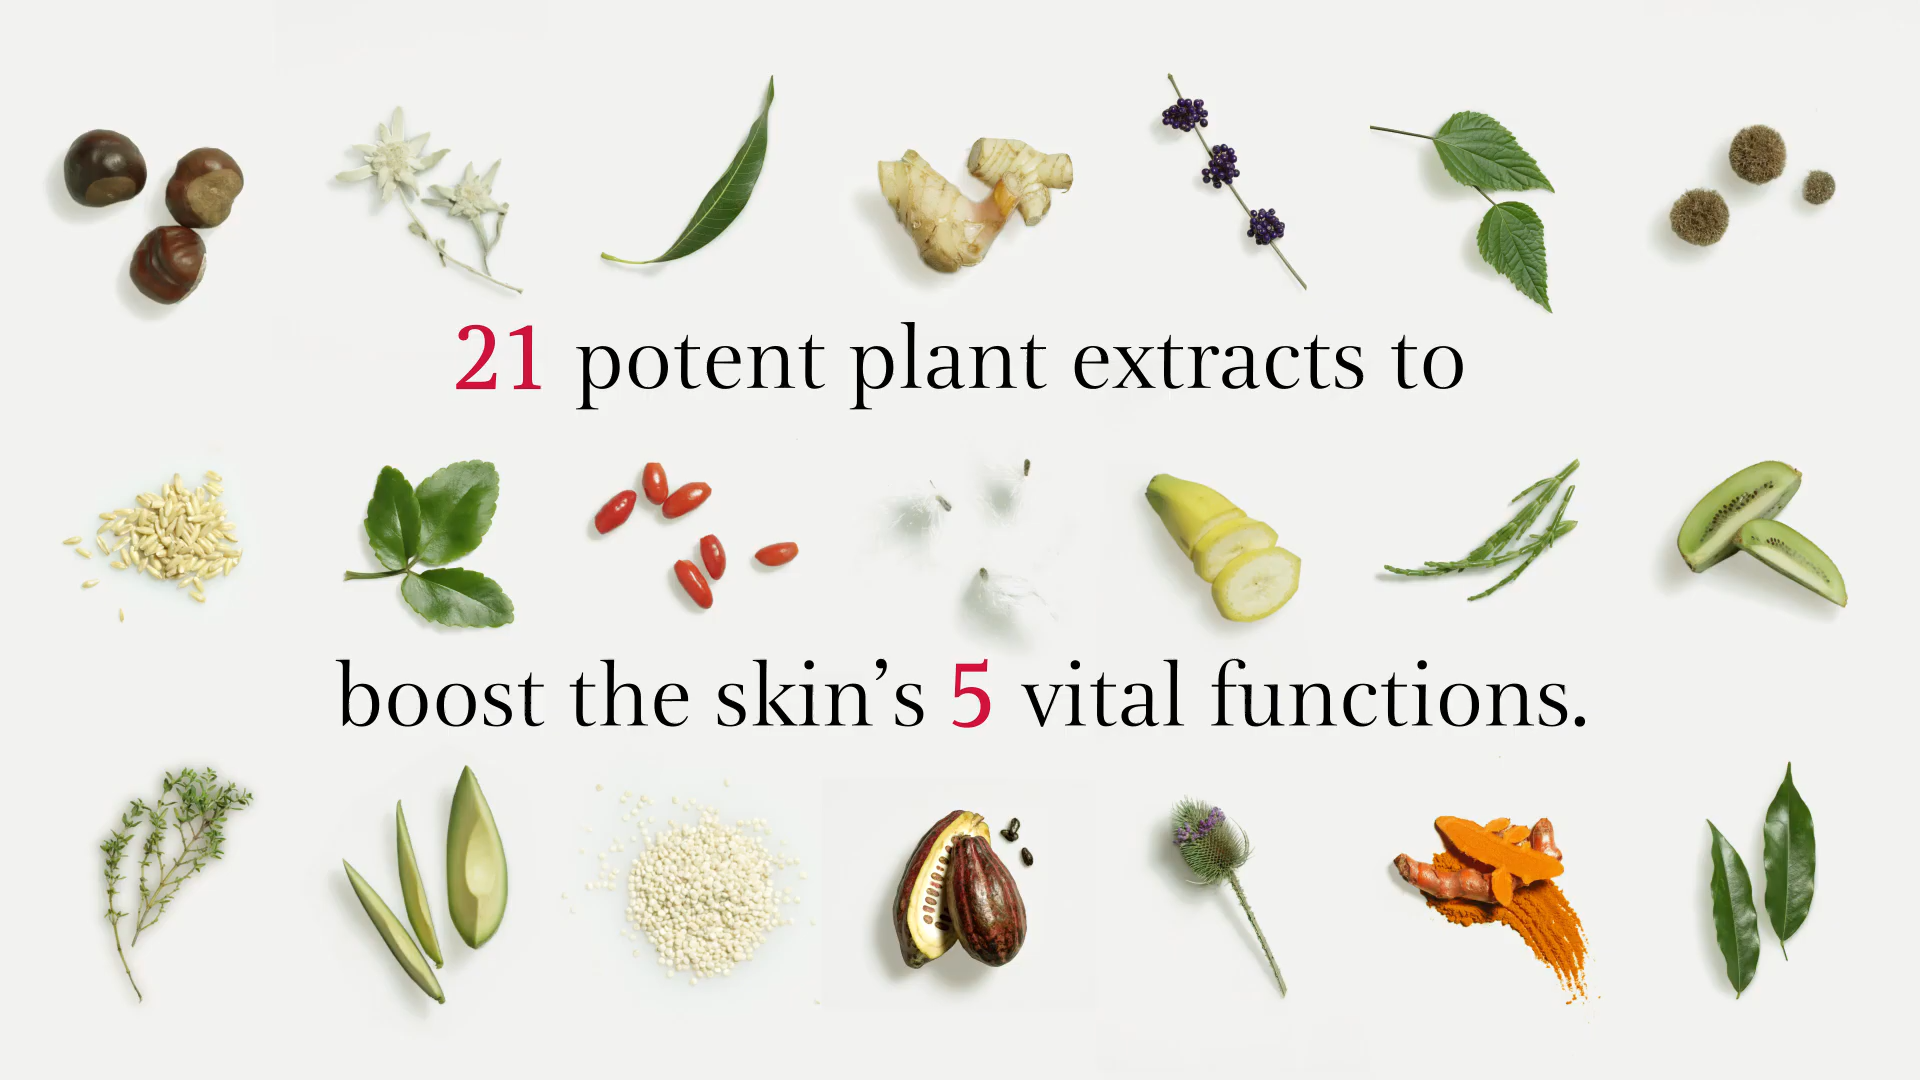 21 potent plant extracts to
boost the skin’s 5 vital functions.